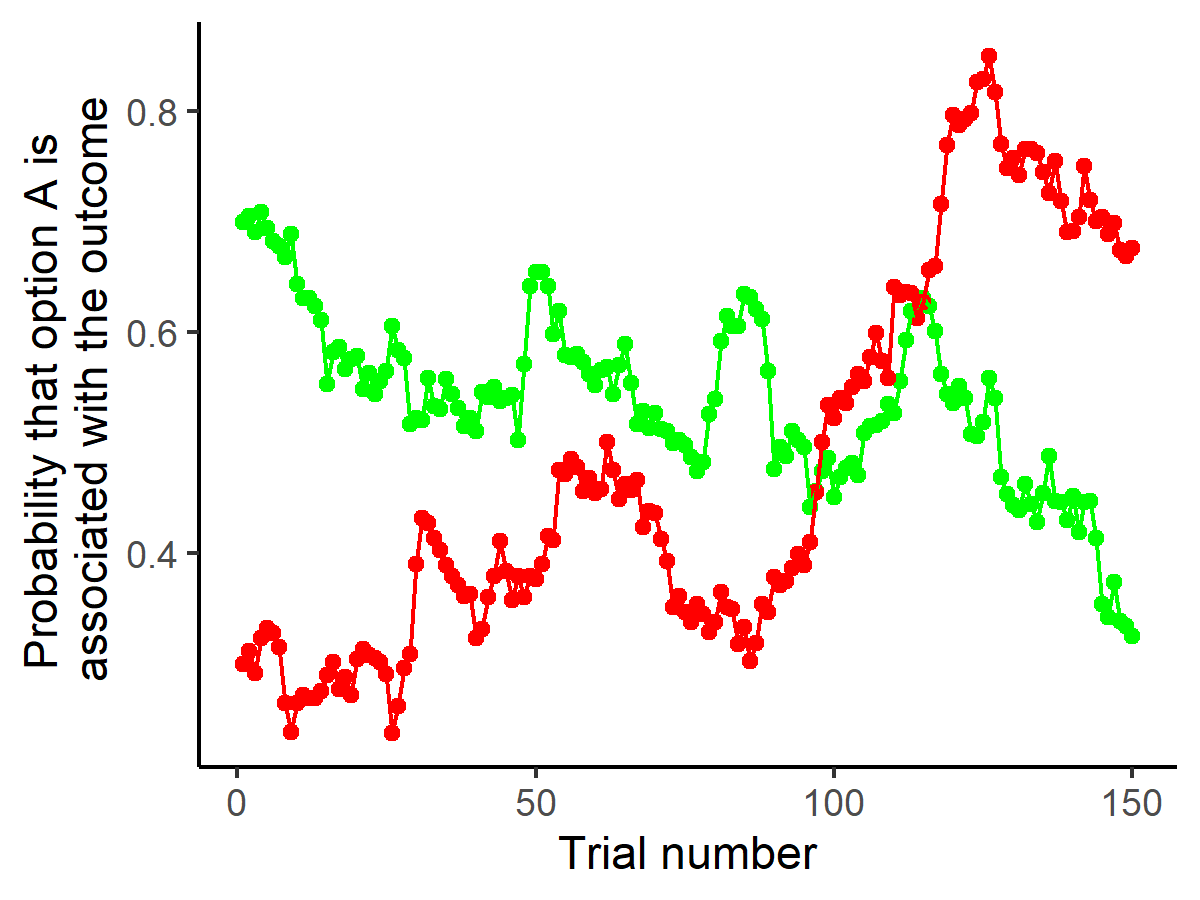 Probability that option A is
associated with the outcome
0.8
0.6
0.4
0
50
100
150
Trial number